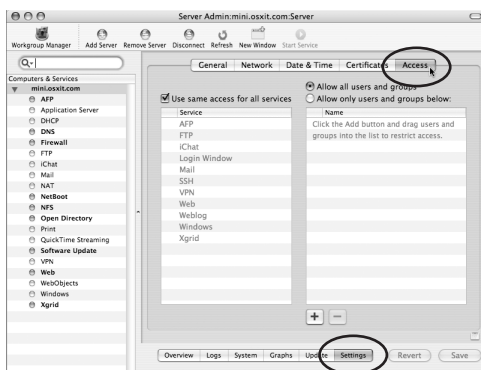 Server Admin:mini.osxit.com:Server
Workgroup Manager Add Server Remove Server Disconnect Refresh New Window Start Service
General Network Date & Time Certificates Access
Computers & Services
mini.osxit.com
AFP
Application Server
DHCP
DNS
Firewall
FTP
iChat
Mail
NAT
NetBoot
NFS
Open Directory
Print
QuickTime Streaming
Software Update
VPN
Web
WebObjects
Windows
Xgrid
Use same access for all services
Service
AFP
FTP
iChat
Login Window
Mail
SSH
VPN
Web
Weblog
Windows
Xgrid
Allow all users and groups
Allow only users and groups below:
Name
Click the Add button and drag users and
groups into the list to restrict access.
Overview Logs System Graphs Update Settings Revert Save